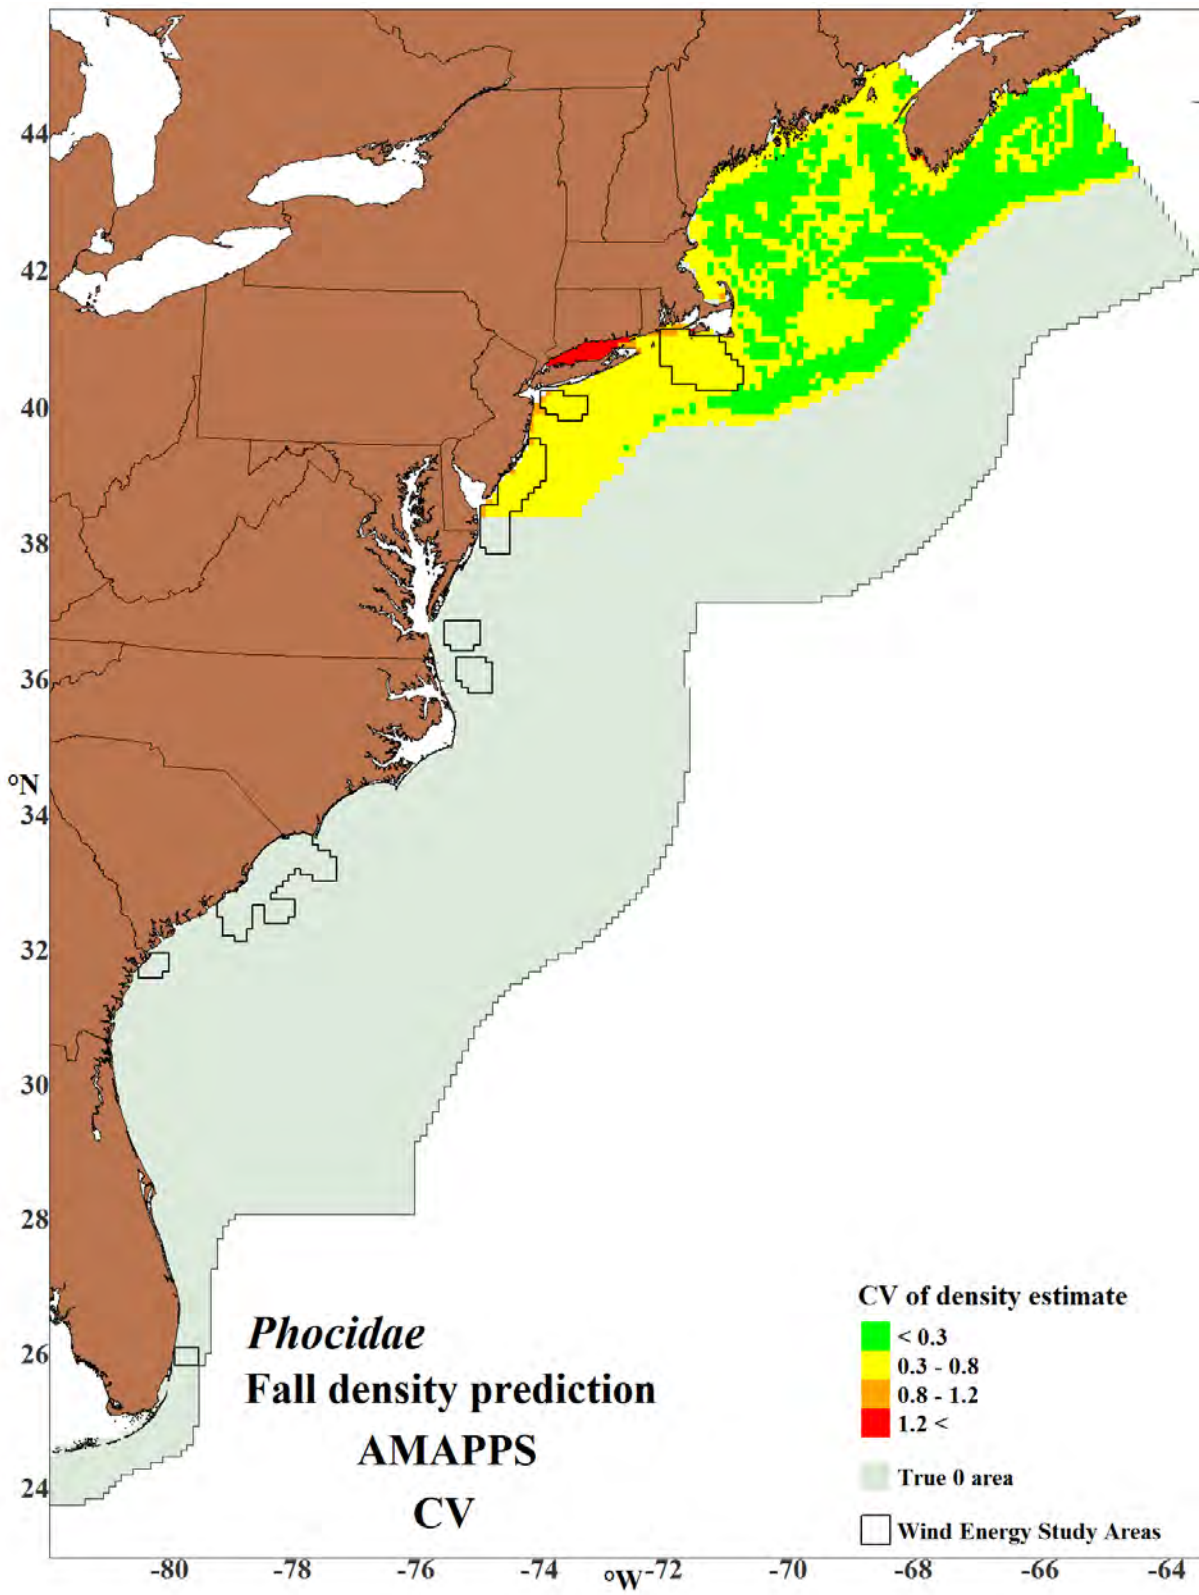 44
42
40
38
36
°N
34
32
30
28
26
24
Phocidae
Fall density prediction
AMAPPS
CV
CV of density estimate
< 0.3
0.3 - 0.8
0.8 - 1.2
1.2 <
True 0 area
Wind Energy Study Areas
-80 -78 -76 -74 °W -72 -70 -68 -66 -64